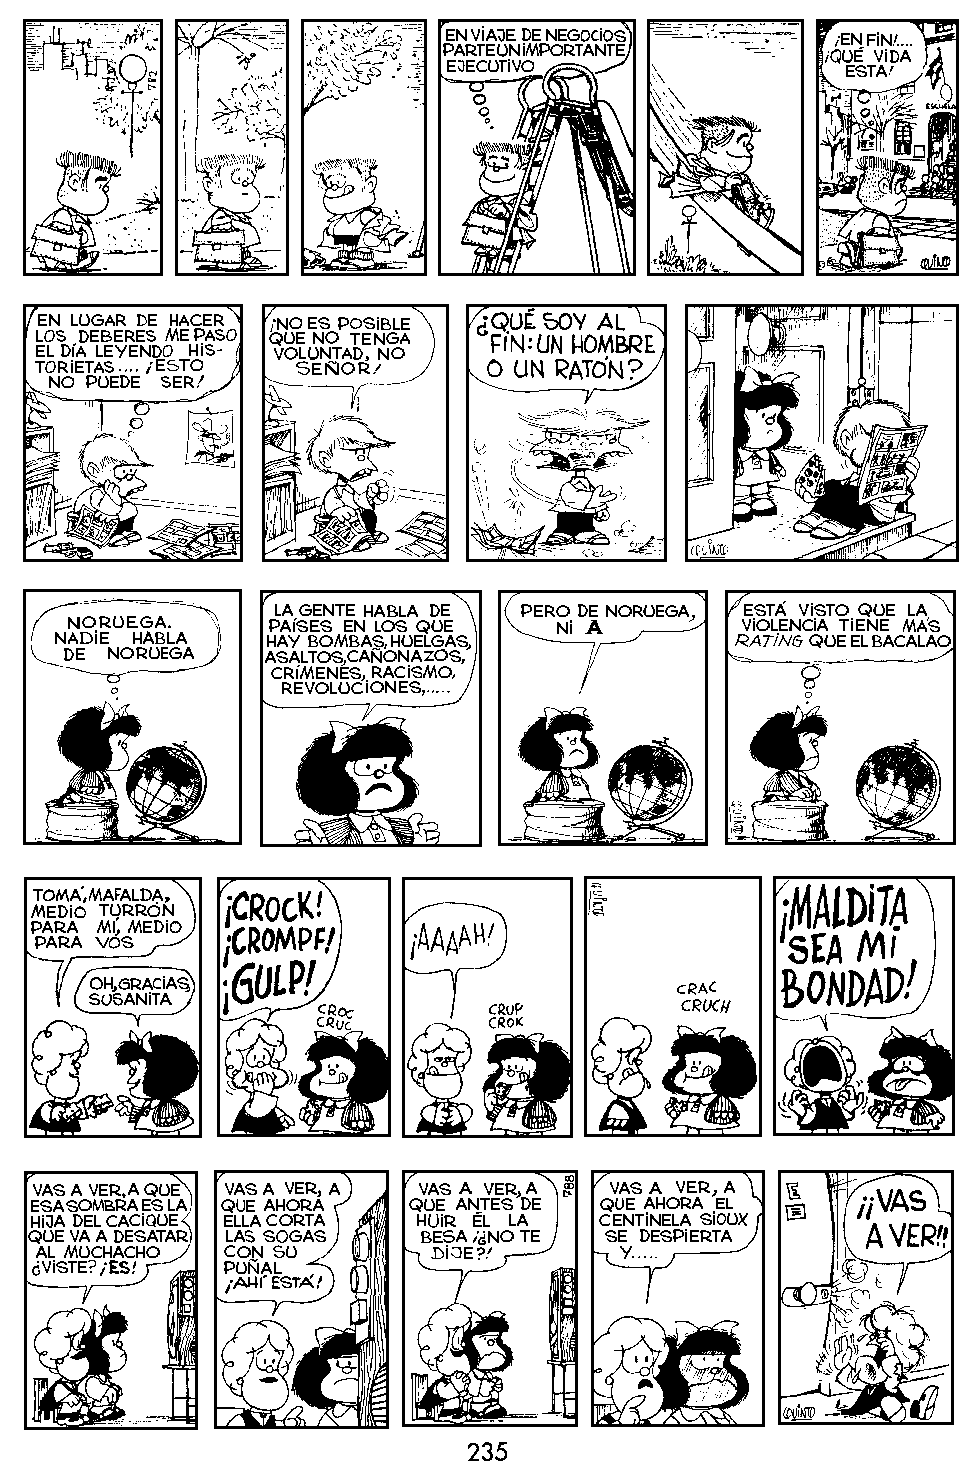 787
EN VIAJE DE NEGOCIOS
PARTE UN IMPORTANTE
EJECUTIVO
¡EN FIN!....
¡QUÉ VIDA
ESTA!
ESCUELA
QUINO
EN LUGAR DE HACER
LOS DEBERES ME PASO
EL DÍA LEYENDO HIS-
TORIETAS.... ¡ESTO
NO PUEDE SER!
¡NO ES POSIBLE
QUE NO TENGA
VOLUNTAD, NO
SEÑOR!
¿QUÉ SOY AL
FIN: UN HOMBRE
O UN RATÓN?
QUINO
NORUEGA.
NADIE HABLA
DE NORUEGA
LA GENTE HABLA DE
PAÍSES EN LOS QUE
HAY BOMBAS, HUELGAS,
ASALTOS, CAÑONAZOS,
CRÍMENES, RACISMO,
REVOLUCIONES,.....
PERO DE NORUEGA,
NI A
ESTÁ VISTO QUE LA
VIOLENCIA TIENE MÁS
RATING QUE EL BACALAO
QUINO
TOMÁ, MAFALDA,
MEDIO TURRÓN
PARA MÍ, MEDIO
PARA VOS
OH, GRACIAS,
SUSANITA
¡CROCK!
¡CROMPF!
¡GULP!
CROC
CRUC
¡AAAAH!
CRUP
CROK
QUINO
CRAC
CRUCH
¡MALDITA
SEA MI
BONDAD!
VAS A VER, A QUE
ESA SOMBRA ES LA
HIJA DEL CACIQUE
QUE VA A DESATAR
AL MUCHACHO
¿VISTE? ¡ES!
VAS A VER, A
QUE AHORA
ELLA CORTA
LAS SOGAS
CON SU
PUÑAL
¡AHÍ ESTÁ!
VAS A VER, A
QUE ANTES DE
HUIR ÉL LA
BESA ¡¿NO TE
DIJE?!
788
VAS A VER, A
QUE AHORA EL
CENTINELA SIOUX
SE DESPIERTA
Y.....
¡¡VAS
A VER!!
QUINO
235